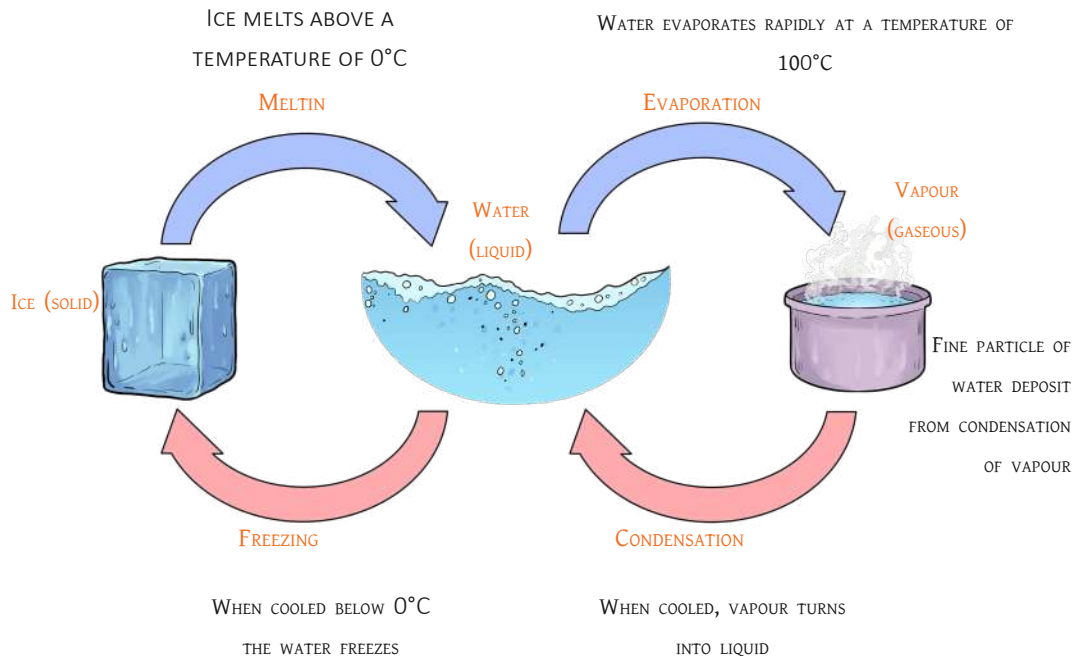 Ice melts above a
temperature of 0°C
Water evaporates rapidly at a temperature of
100°C
Meltin
Evaporation
Vapour
(gaseous)
Water
(liquid)
Ice (solid)
Fine particle of
water deposit
from condensation
of vapour
Freezing
Condensation
When cooled below 0°C
the water freezes
When cooled, vapour turns
into liquid